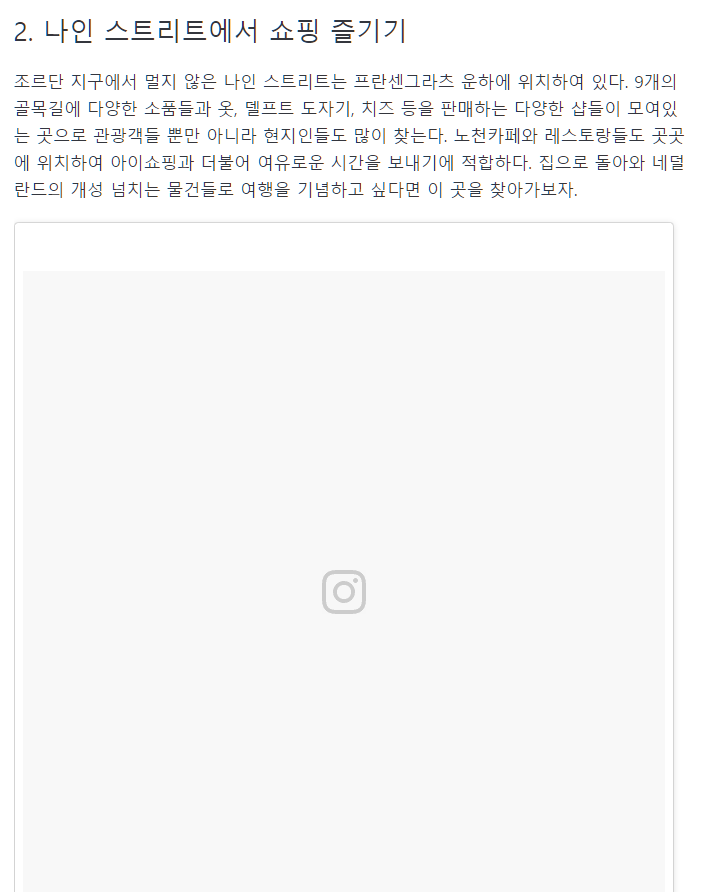 2. 나인 스트리트에서 쇼핑 즐기기
조르단 지구에서 멀지 않은 나인 스트리트는 프란센그라츠 운하에 위치하여 있다. 9개의
골목길에 다양한 소품들과 옷, 델프트 도자기, 치즈 등을 판매하는 다양한 샵들이 모여있
는 곳으로 관광객들 뿐만 아니라 현지인들도 많이 찾는다. 노천카페와 레스토랑들도 곳곳
에 위치하여 아이쇼핑과 더불어 여유로운 시간을 보내기에 적합하다. 집으로 돌아와 네덜
란드의 개성 넘치는 물건들로 여행을 기념하고 싶다면 이 곳을 찾아가보자.